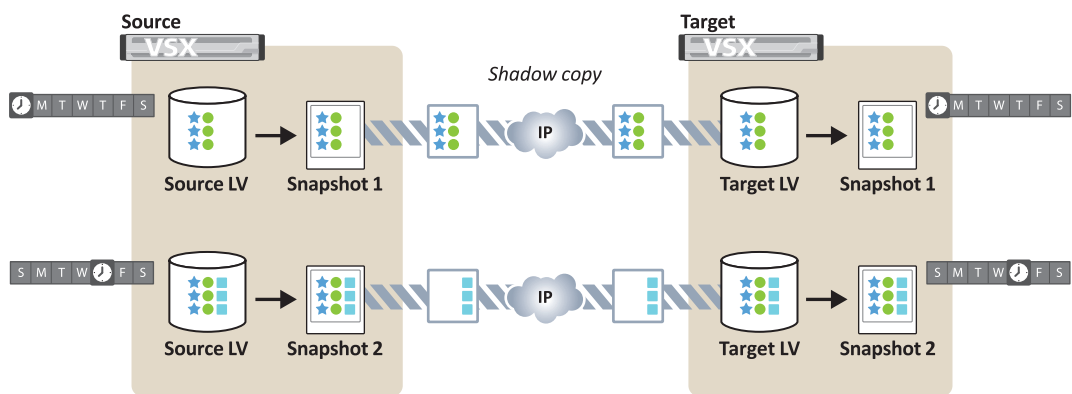 Source
VSX
Target
VSX
Shadow copy
M T W T F S
IP
M T W T F S
Source LV
Snapshot 1
Target LV
Snapshot 1
S M T W F S
IP
S M T W F S
Source LV
Snapshot 2
Target LV
Snapshot 2